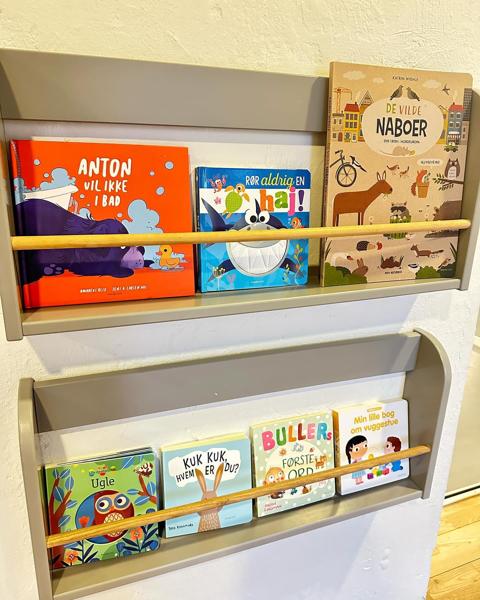 ANTON
VIL IKKE
I BAD
RØR aldrig EN
haj!
DE VILDE
NABOER
Ugle
KUK KUK,
HVEM ER DU?
BULLERs
FØRSTE
ORD
Min lille bog
om vuggestue